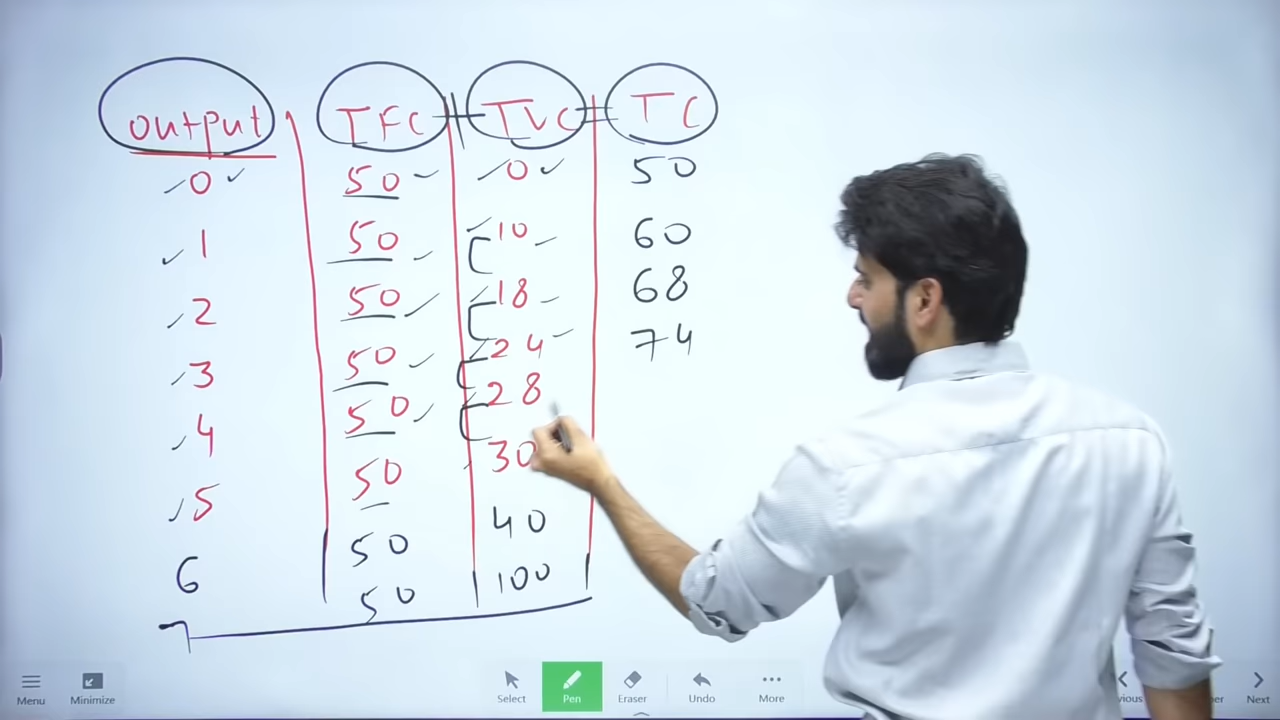 output TFC + TVC = TC
0 50 0 50
1 50 10 60
2 50 18 68
3 50 24 74
4 50 28
5 50 30
6 50 40
7 50 100
Menu Minimize Select Pen Eraser Undo More Next